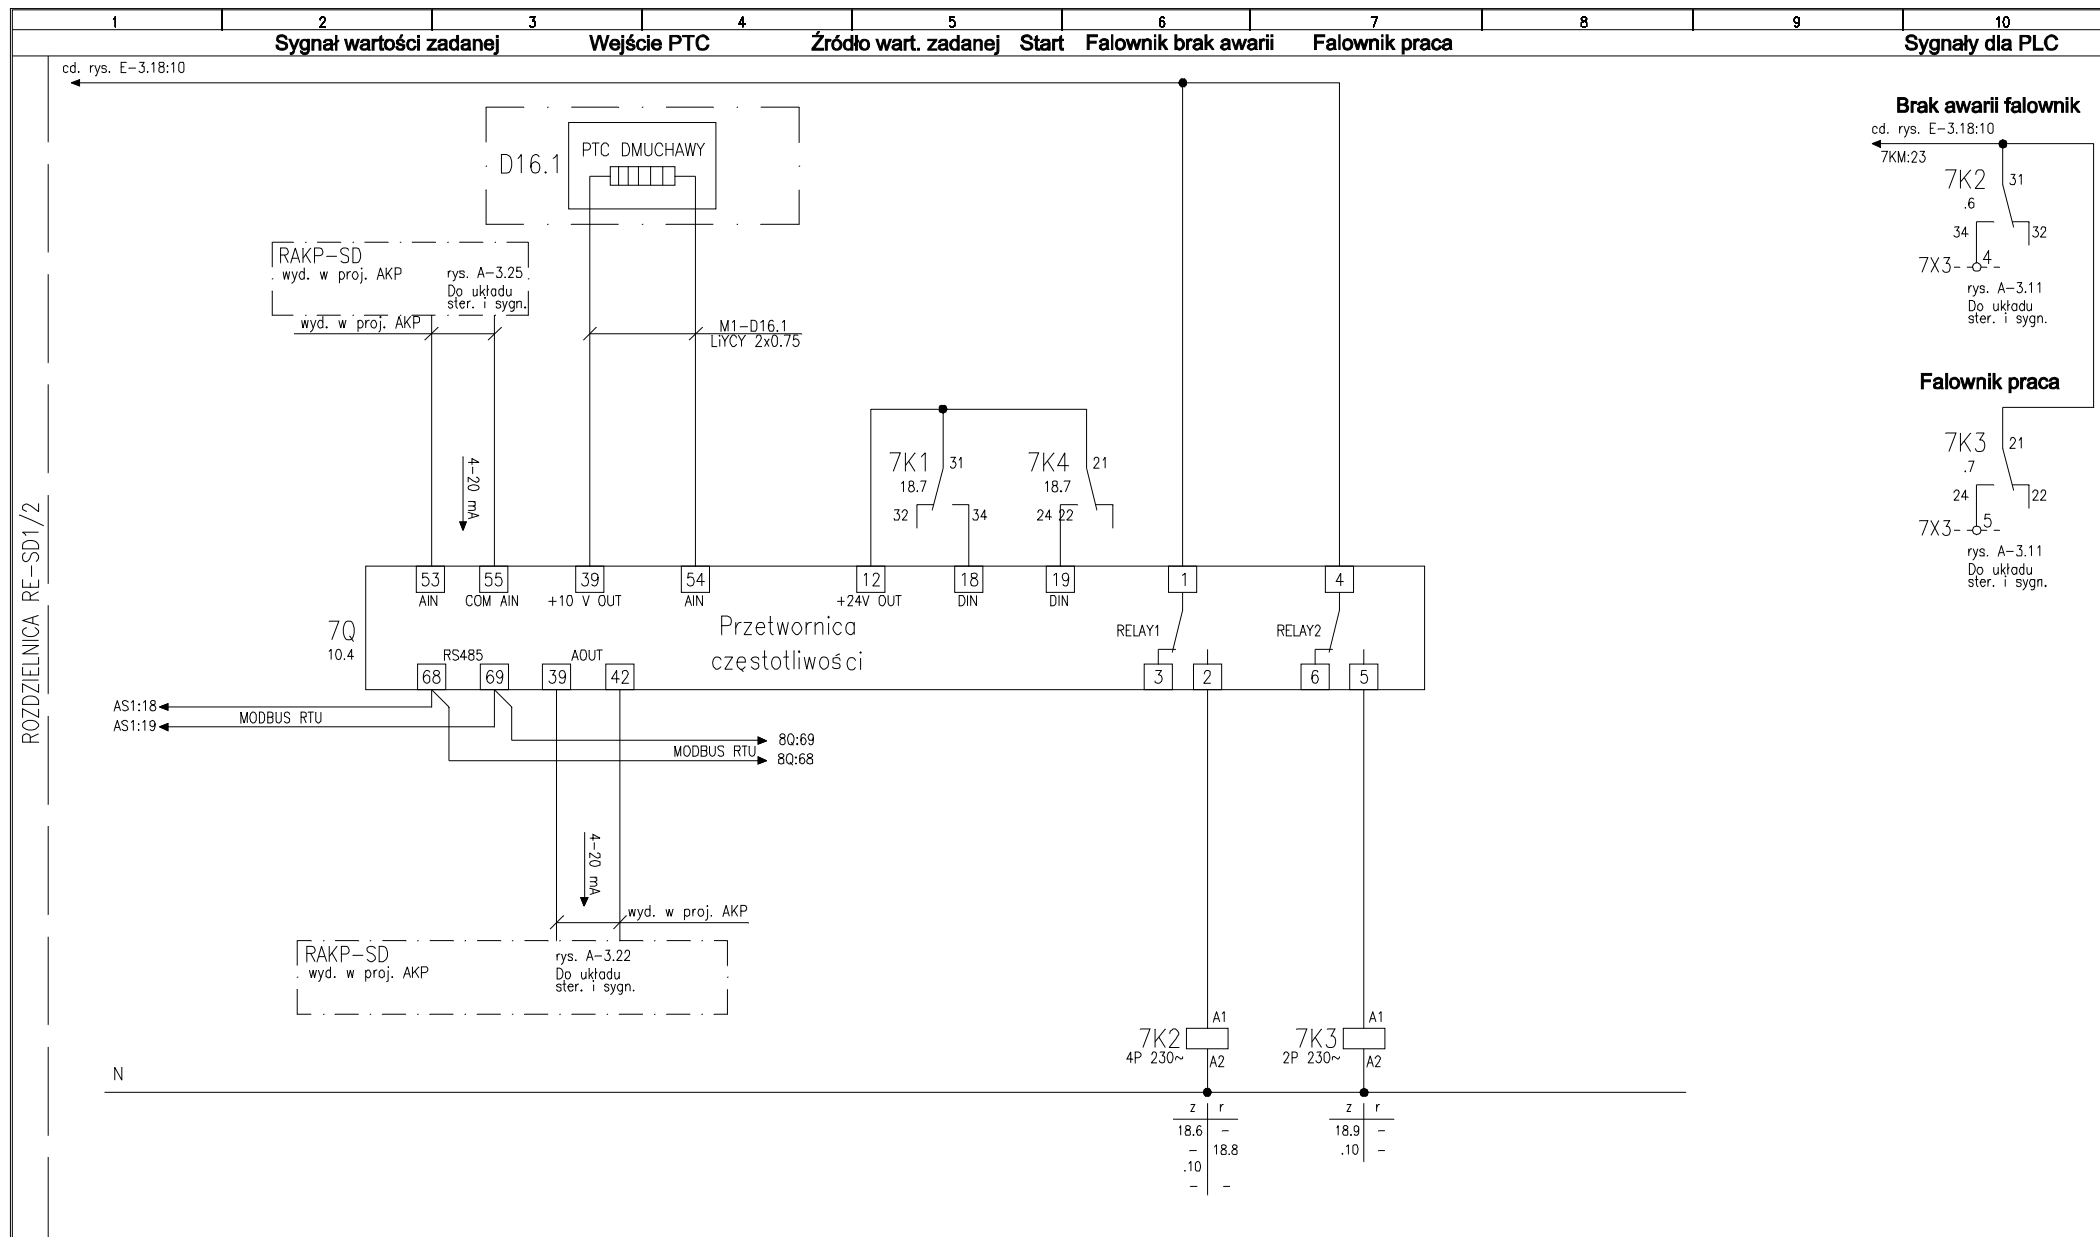 1 2 3 4 5 6 7 8 9 10
Sygnał wartości zadanej Wejście PTC Źródło wart. zadanej Start Falownik brak awarii Falownik praca Sygnały dla PLC
cd. rys. E-3.18:10
D16.1
PTC DMUCHAWY
RAKP-SD
wyd. w proj. AKP
rys. A-3.25
Do układu
ster. i sygn.
wyd. w proj. AKP
M1-D16.1
LiYCY 2x0.75
4-20 mA
7K1
18.7
31
32
34
7K4
18.7
21
24 22
Brak awarii falownik
cd. rys. E-3.18:10
7KM:23
7K2
.6
31
34
32
7X3- 4
rys. A-3.11
Do układu
ster. i sygn.
Falownik praca
7K3
.7
21
24
22
7X3- 5
rys. A-3.11
Do układu
ster. i sygn.
ROZDZIELNICA RE-SD1/2
53 55 39 54 12 18 19 1 4
AIN COM AIN +10 V OUT AIN +24V OUT DIN DIN
7Q
10.4
Przetwornica
częstotliwości
RELAY1
RELAY2
RS485
AOUT
68 69 39 42 3 2 6 5
AS1:18
AS1:19
MODBUS RTU
MODBUS RTU
8Q:69
8Q:68
4-20 mA
wyd. w proj. AKP
RAKP-SD
wyd. w proj. AKP
rys. A-3.22
Do układu
ster. i sygn.
7K2
4P 230~
A1
A2
7K3
2P 230~
A1
A2
N
z r
18.6 -
- 18.8
.10
- -
z r
18.9 -
.10 -